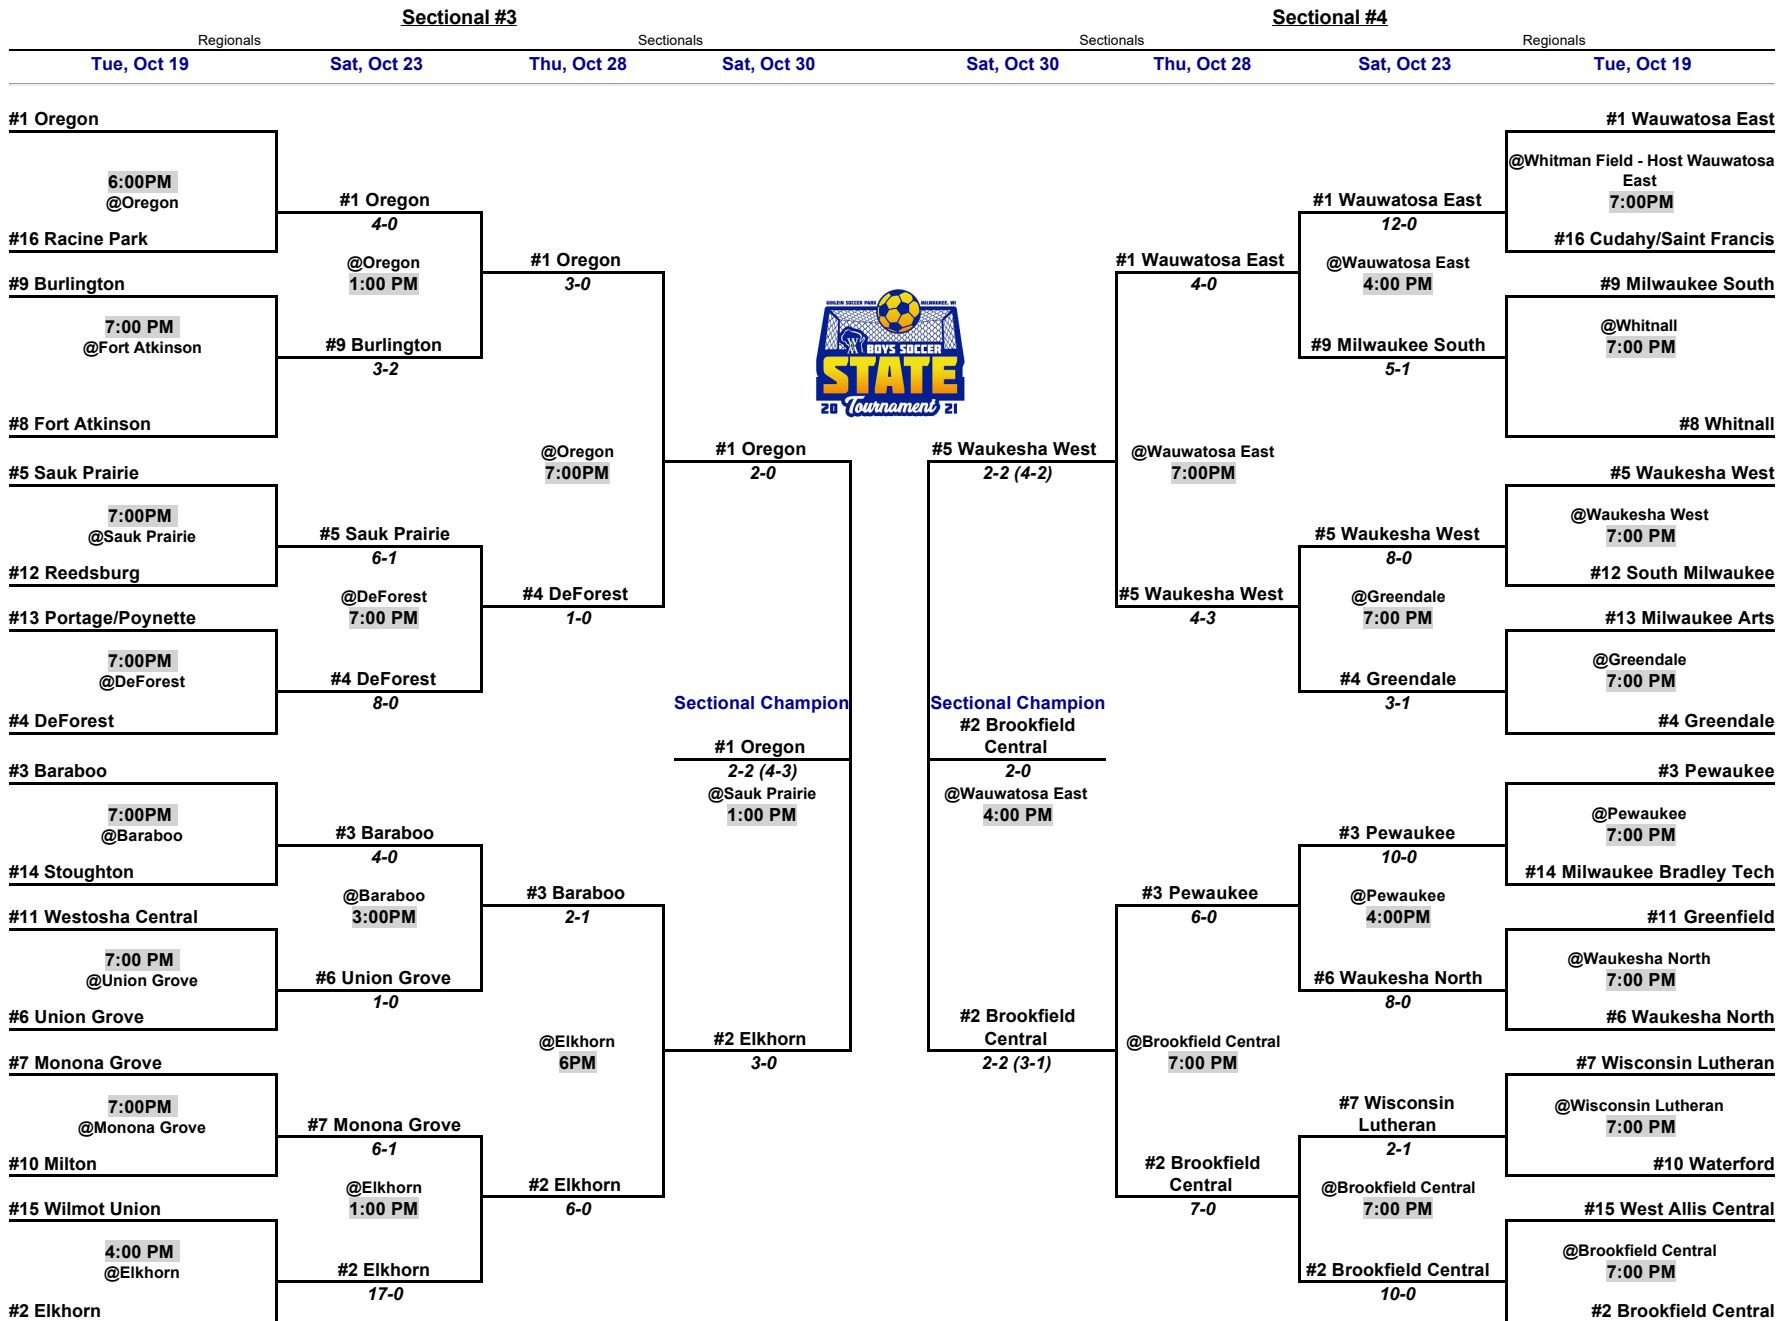 Sectional #3
Sectional #4
Regionals
Sectionals
Sectionals
Regionals
Tue, Oct 19
Sat, Oct 23
Thu, Oct 28
Sat, Oct 30
Sat, Oct 30
Thu, Oct 28
Sat, Oct 23
Tue, Oct 19
#1 Oregon
6:00PM
@Oregon
#16 Racine Park
#9 Burlington
7:00 PM
@Fort Atkinson
#8 Fort Atkinson
#5 Sauk Prairie
7:00PM
@Sauk Prairie
#12 Reedsburg
#13 Portage/Poynette
7:00PM
@DeForest
#4 DeForest
#3 Baraboo
7:00PM
@Baraboo
#14 Stoughton
#11 Westosha Central
7:00 PM
@Union Grove
#6 Union Grove
#7 Monona Grove
7:00PM
@Monona Grove
#10 Milton
#15 Wilmot Union
4:00 PM
@Elkhorn
#2 Elkhorn
#1 Oregon
4-0
@Oregon
1:00 PM
#9 Burlington
3-2
#5 Sauk Prairie
6-1
@DeForest
7:00 PM
#4 DeForest
8-0
#3 Baraboo
4-0
@Baraboo
3:00PM
#6 Union Grove
1-0
#7 Monona Grove
6-1
@Elkhorn
1:00 PM
#2 Elkhorn
17-0
#1 Oregon
3-0
@Oregon
7:00PM
#4 DeForest
1-0
#3 Baraboo
2-1
@Elkhorn
6PM
#2 Elkhorn
6-0
#1 Oregon
2-0
Sectional Champion
#1 Oregon
2-2 (4-3)
@Sauk Prairie
1:00 PM
#2 Elkhorn
3-0
UIHLEIN SOCCER PARK
MILWAUKEE, WI
BOYS SOCCER
STATE
20 Tournament 21
#5 Waukesha West
2-2 (4-2)
Sectional Champion
#2 Brookfield
Central
2-0
@Wauwatosa East
4:00 PM
#2 Brookfield
Central
2-2 (3-1)
#1 Wauwatosa East
4-0
@Wauwatosa East
7:00PM
#5 Waukesha West
4-3
#3 Pewaukee
6-0
@Brookfield Central
7:00 PM
#2 Brookfield
Central
7-0
#1 Wauwatosa East
12-0
@Wauwatosa East
4:00 PM
#9 Milwaukee South
5-1
#5 Waukesha West
8-0
@Greendale
7:00 PM
#4 Greendale
3-1
#3 Pewaukee
10-0
@Pewaukee
4:00PM
#6 Waukesha North
8-0
#7 Wisconsin
Lutheran
2-1
@Brookfield Central
7:00 PM
#2 Brookfield Central
10-0
#1 Wauwatosa East
@Whitman Field - Host Wauwatosa
East
7:00PM
#16 Cudahy/Saint Francis
#9 Milwaukee South
@Whitnall
7:00 PM
#8 Whitnall
#5 Waukesha West
@Waukesha West
7:00 PM
#12 South Milwaukee
#13 Milwaukee Arts
@Greendale
7:00 PM
#4 Greendale
#3 Pewaukee
@Pewaukee
7:00 PM
#14 Milwaukee Bradley Tech
#11 Greenfield
@Waukesha North
7:00 PM
#6 Waukesha North
#7 Wisconsin Lutheran
@Wisconsin Lutheran
7:00 PM
#10 Waterford
#15 West Allis Central
@Brookfield Central
7:00 PM
#2 Brookfield Central